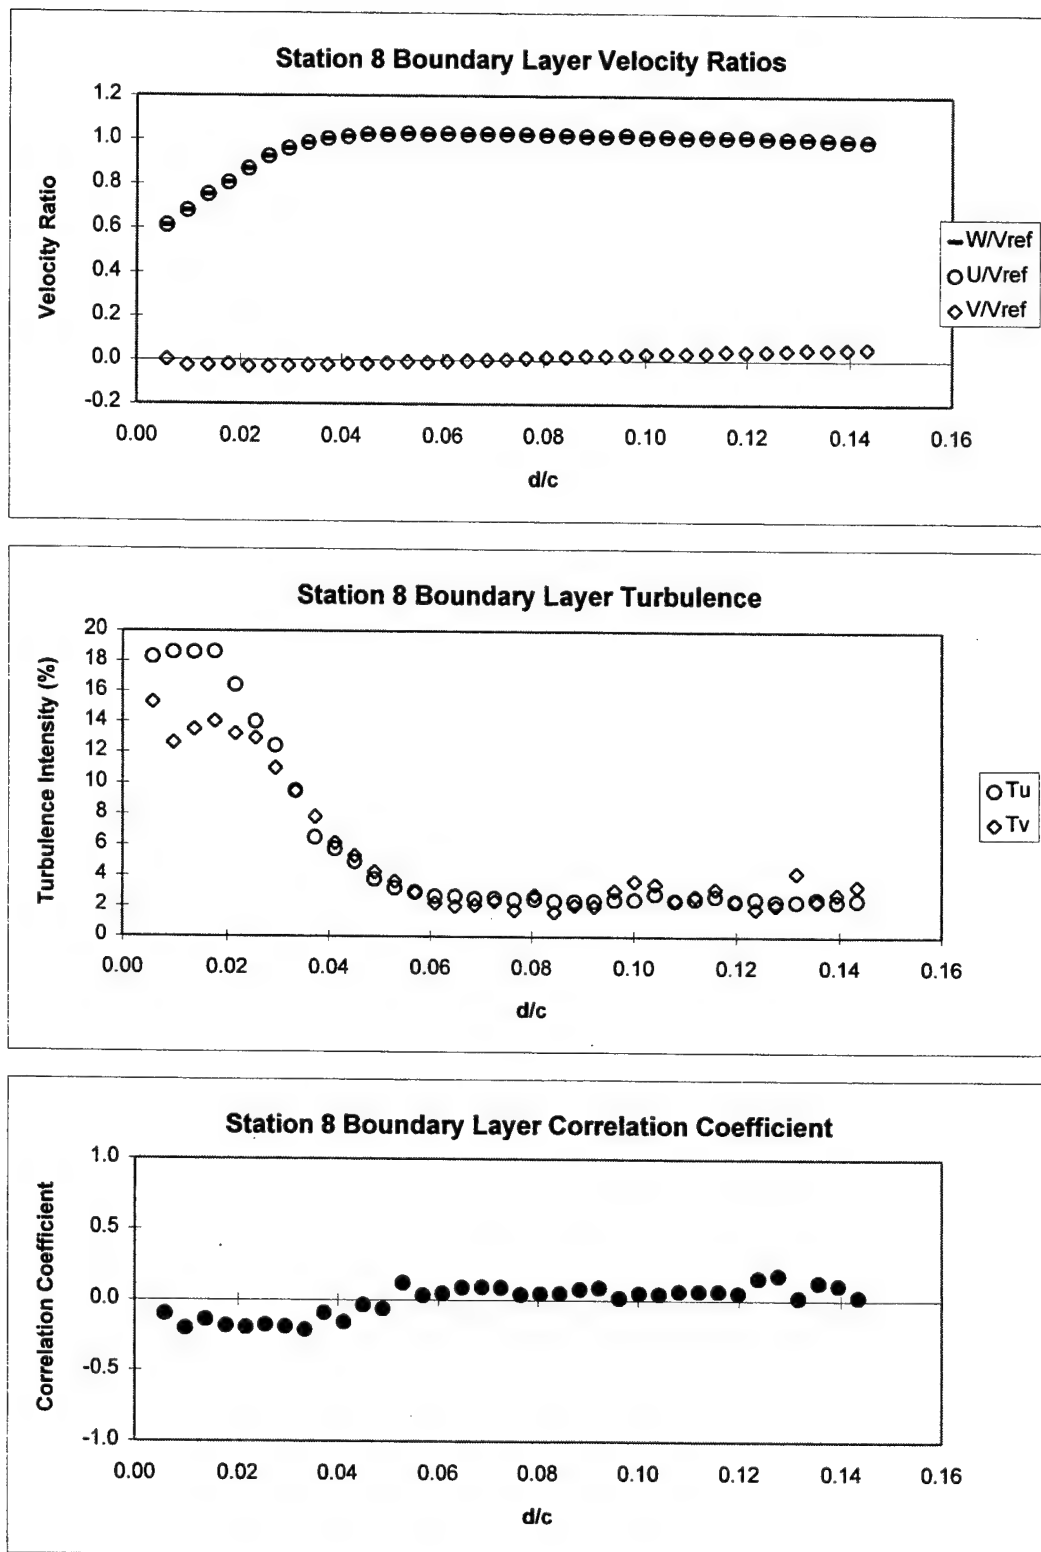 Station 8 Boundary Layer Velocity Ratios
1.2
1.0
0.8
0.6
0.4
0.2
0.0
-0.2
Velocity Ratio
0.00 0.02 0.04 0.06 0.08 0.10 0.12 0.14 0.16
d/c
W/Vref
U/Vref
V/Vref
Station 8 Boundary Layer Turbulence
20
18
16
14
12
10
8
6
4
2
0
Turbulence Intensity (%)
0.00 0.02 0.04 0.06 0.08 0.10 0.12 0.14 0.16
d/c
Tu
Tv
Station 8 Boundary Layer Correlation Coefficient
1.0
0.5
0.0
-0.5
-1.0
Correlation Coefficient
0.00 0.02 0.04 0.06 0.08 0.10 0.12 0.14 0.16
d/c